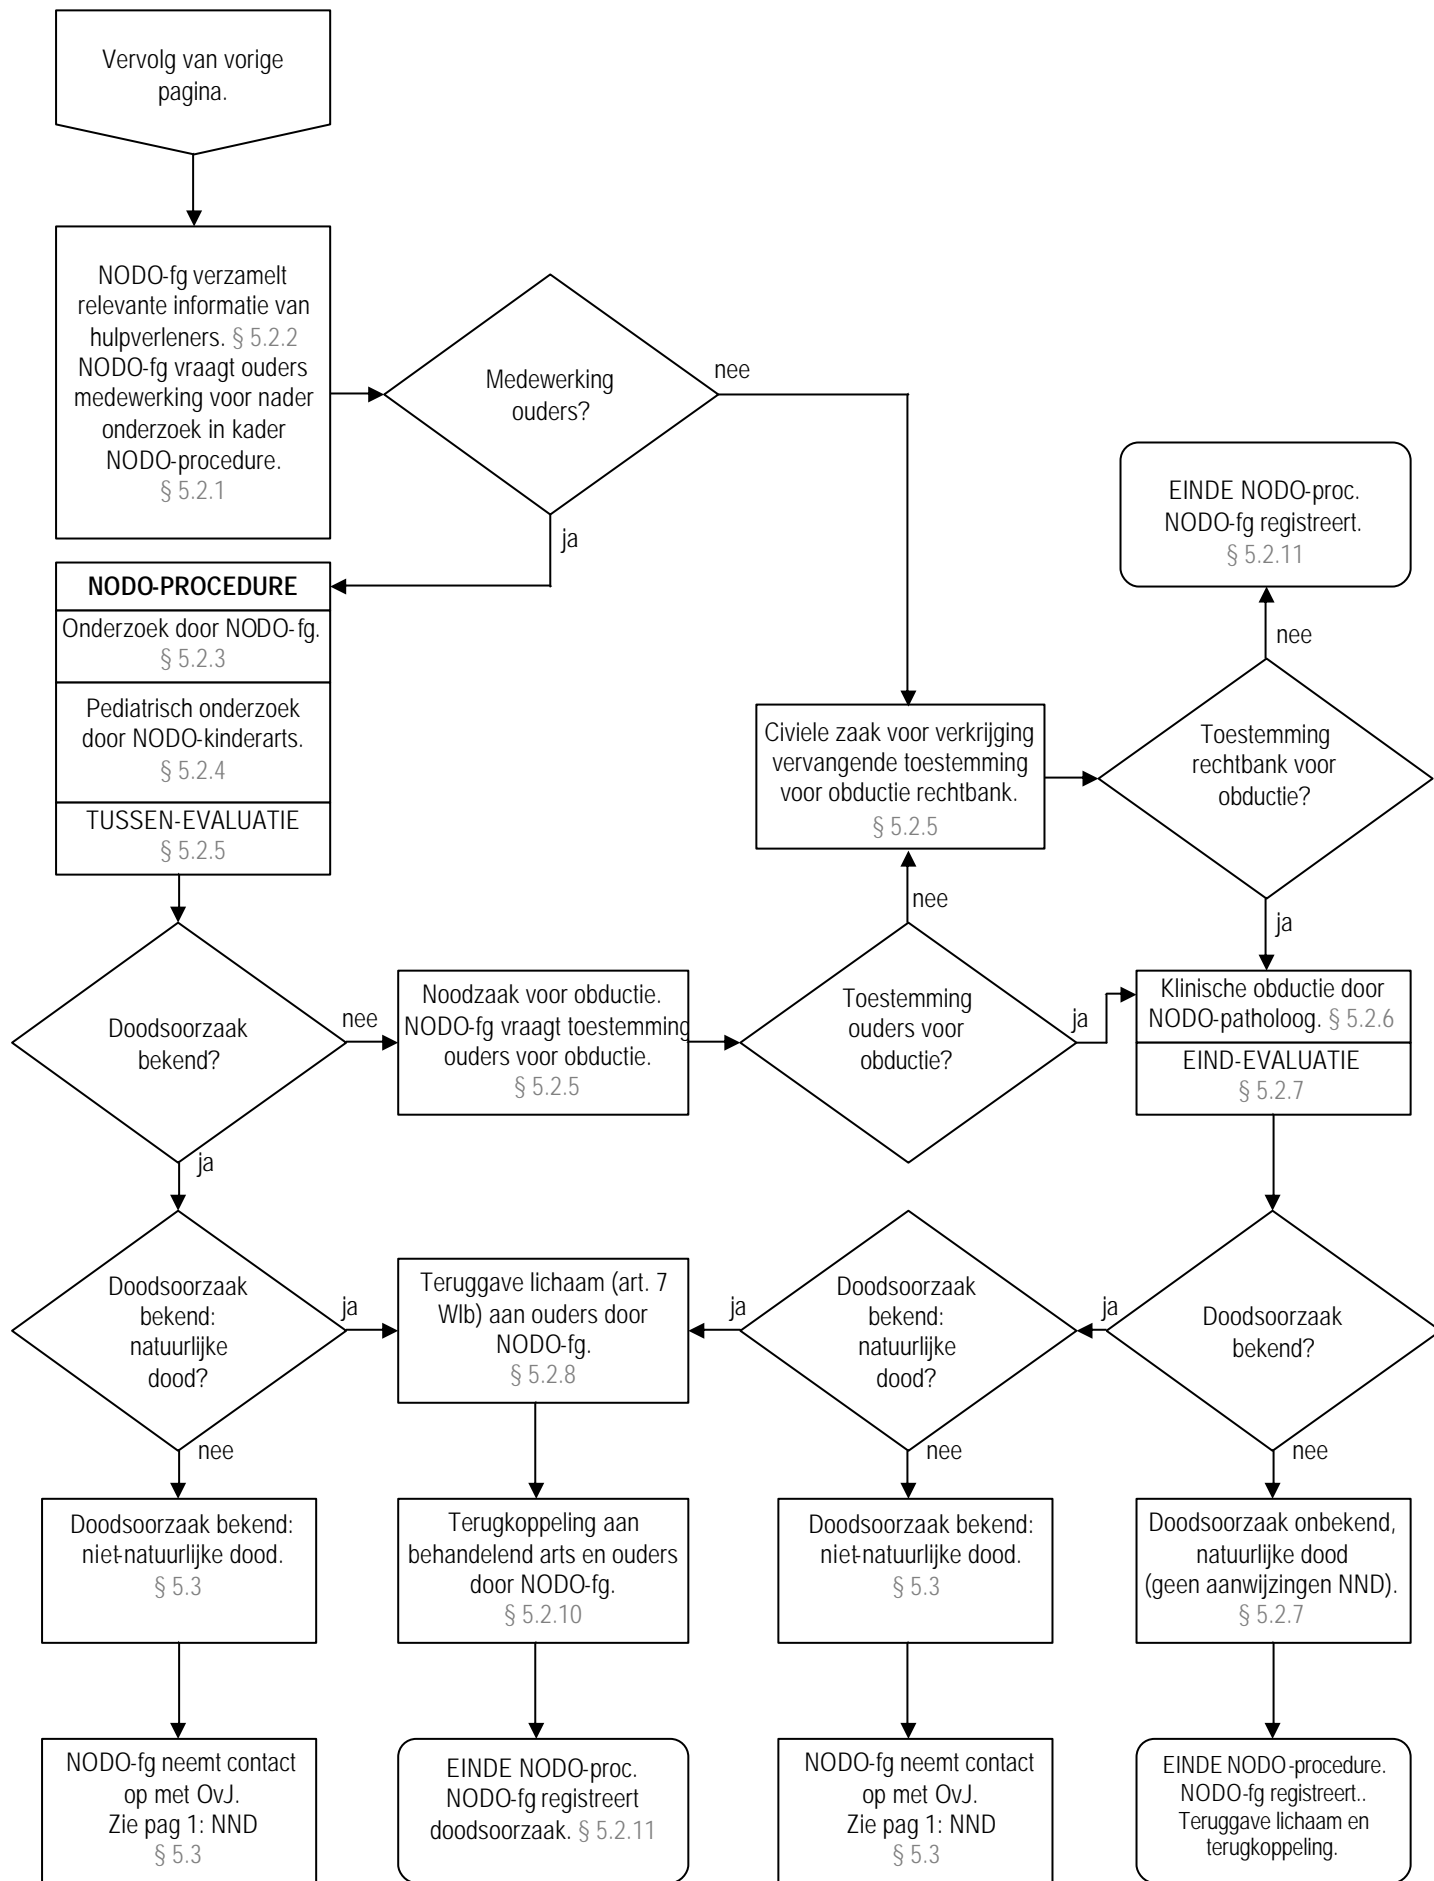 Vervolg van vorige
pagina.
NODO-fg verzamelt
relevante informatie van
hulpverleners. § 5.2.2
NODO-fg vraagt ouders
medewerking voor nader
onderzoek in kader
NODO-procedure.
§ 5.2.1
Medewerking
ouders?
nee
ja
EINDE NODO-proc.
NODO-fg registreert.
§ 5.2.11
nee
NODO-PROCEDURE
Onderzoek door NODO-fg.
§ 5.2.3
Pediatrisch onderzoek
door NODO-kinderarts.
§ 5.2.4
TUSSEN-EVALUATIE
§ 5.2.5
Civiele zaak voor verkrijging
vervangende toestemming
voor obductie rechtbank.
§ 5.2.5
Toestemming
rechtbank voor
obductie?
nee
ja
Doodsoorzaak
bekend?
nee
Noodzaak voor obductie.
NODO-fg vraagt toestemming
ouders voor obductie.
§ 5.2.5
Toestemming
ouders voor
obductie?
ja
Klinische obductie door
NODO-patholoog. § 5.2.6
EIND-EVALUATIE
§ 5.2.7
ja
Doodsoorzaak
bekend:
natuurlijke
dood?
ja
Teruggave lichaam (art. 7
Wlb) aan ouders door
NODO-fg.
§ 5.2.8
ja
Doodsoorzaak
bekend:
natuurlijke
dood?
ja
Doodsoorzaak
bekend?
nee
nee
nee
Doodsoorzaak bekend:
niet-natuurlijke dood.
§ 5.3
Terugkoppeling aan
behandelend arts en ouders
door NODO-fg.
§ 5.2.10
Doodsoorzaak bekend:
niet-natuurlijke dood.
§ 5.3
Doodsoorzaak onbekend,
natuurlijke dood
(geen aanwijzingen NND).
§ 5.2.7
NODO-fg neemt contact
op met OvJ.
Zie pag 1: NND
§ 5.3
EINDE NODO-proc.
NODO-fg registreert
doodsoorzaak. § 5.2.11
NODO-fg neemt contact
op met OvJ.
Zie pag 1: NND
§ 5.3
EINDE NODO-procedure.
NODO-fg registreert..
Teruggave lichaam en
terugkoppeling.